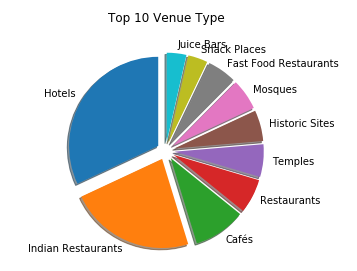 Top 10 Venue Type
Juice Bars
Snack Places
Fast Food Restaurants
Hotels
Mosques
Historic Sites
Temples
Restaurants
Cafés
Indian Restaurants